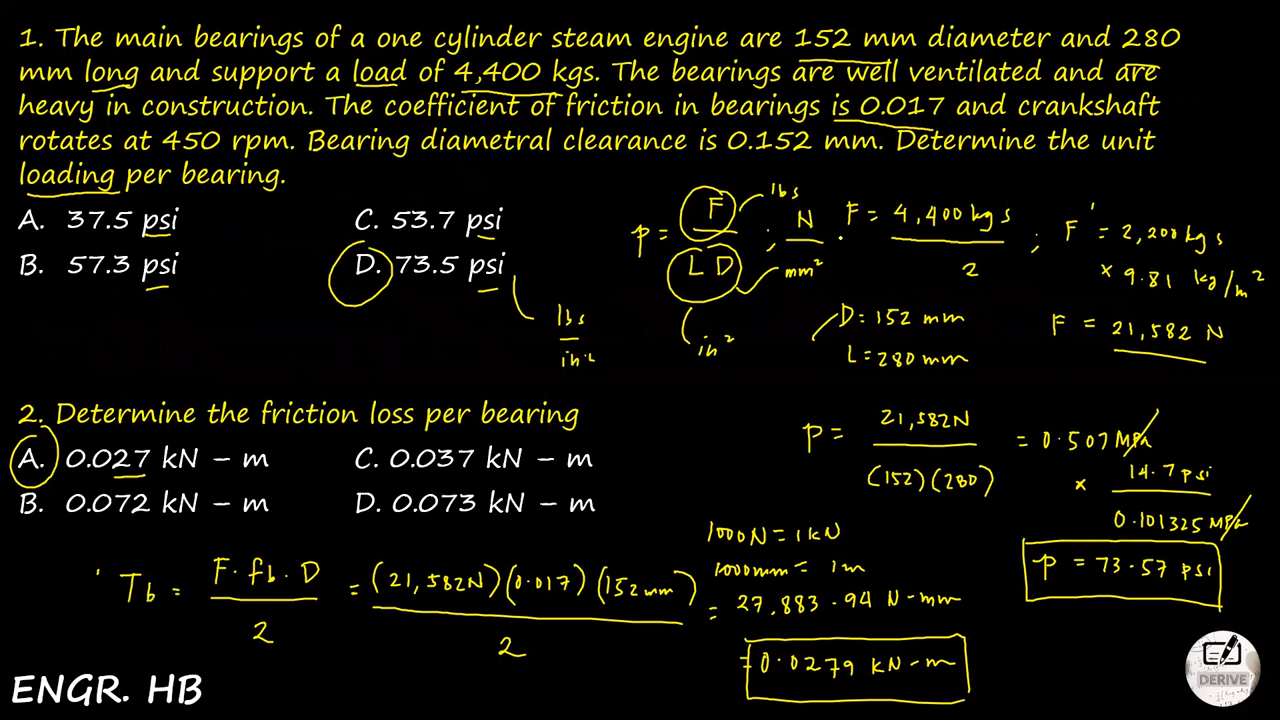 1. The main bearings of a one cylinder steam engine are 152 mm diameter and 280
mm long and support a load of 4,400 kgs. The bearings are well ventilated and are
heavy in construction. The coefficient of friction in bearings is 0.017 and crankshaft
rotates at 450 rpm. Bearing diametral clearance is 0.152 mm. Determine the unit
loading per bearing.
A. 37.5 psi
C. 53.7 psi
B. 57.3 psi
D. 73.5 psi
lbs
in²
p = F / L D ; N / mm²
lbs
in²
F = 4,400 kgs / 2 ;
F = 2,200 kgs
× 9.81 kg/m²
F = 21,582 N
D = 152 mm
L = 280 mm
p = 21,582N / (152)(280) = 0.507 MPa
× 14.7 psi / 0.101325 MPa
p = 73.57 psi
2. Determine the friction loss per bearing
A. 0.027 kN – m
C. 0.037 kN – m
B. 0.072 kN – m
D. 0.073 kN – m
Tb = F · fb · D / 2 = (21,582N)(0.017)(152mm) / 2
1000N = 1kN
1000mm = 1m
= 27,883.94 N-mm
= 0.0279 kN-m
ENGR. HB
DERIVE